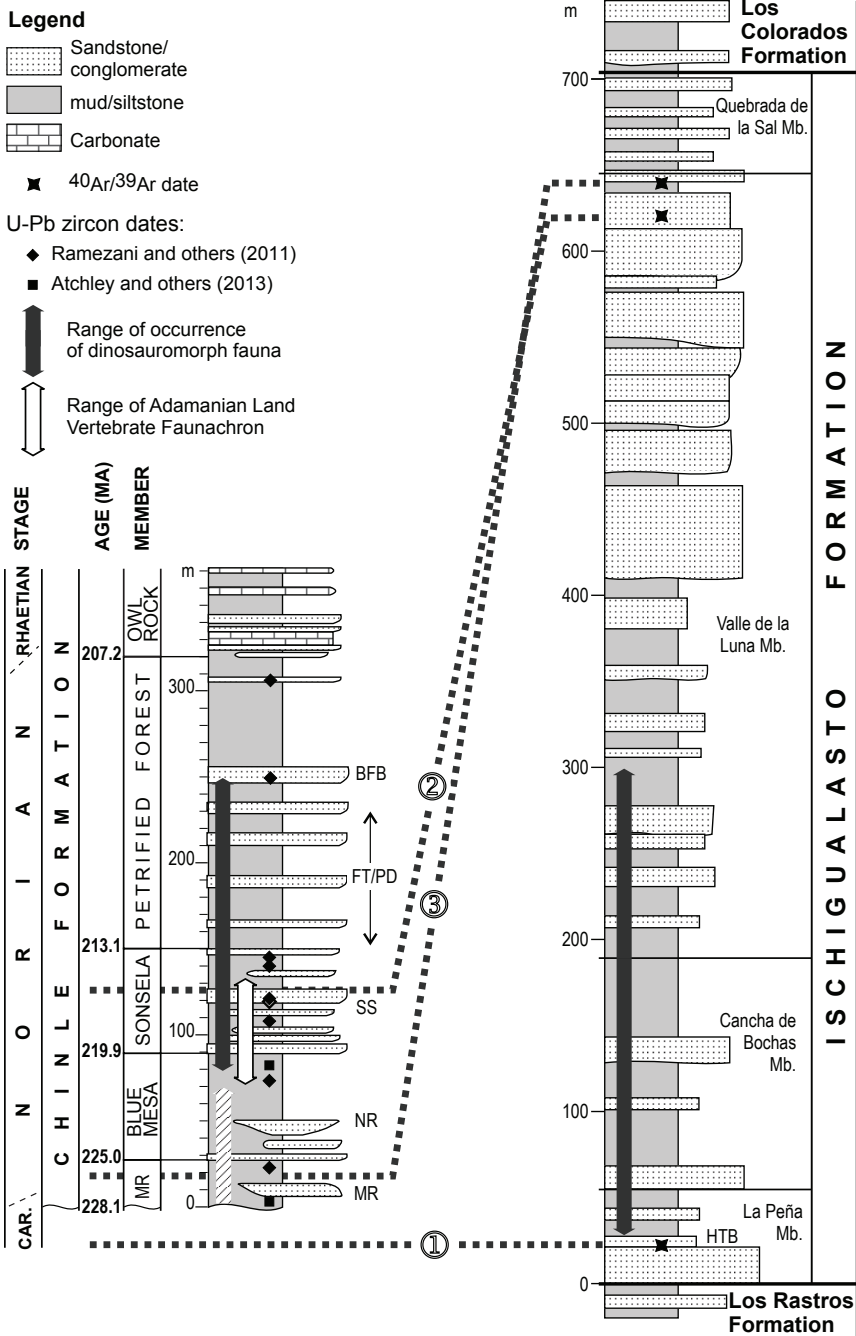 Legend
Sandstone/
conglomerate
mud/siltstone
Carbonate
40Ar/39Ar date
U-Pb zircon dates:
Ramezani and others (2011)
Atchley and others (2013)
Range of occurrence
of dinosauromorph fauna
Range of Adamanian Land
Vertebrate Faunachron
STAGE
AGE (MA)
MEMBER
RHAETIAN
NORIAN
CAR.
CHINLE FORMATION
207.2
213.1
219.9
225.0
228.1
OWL
ROCK
PETRIFIED FOREST
SONSELA
BLUE
MESA
MR
m
300
200
100
0
BFB
FT/PD
SS
NR
MR
②
③
①
m
700
600
500
400
300
200
100
0
Los
Colorados
Formation
Quebrada de
la Sal Mb.
Valle de la
Luna Mb.
Cancha de
Bochas
Mb.
La Peña
Mb.
HTB
ISCHIGUALASTO FORMATION
Los Rastros
Formation